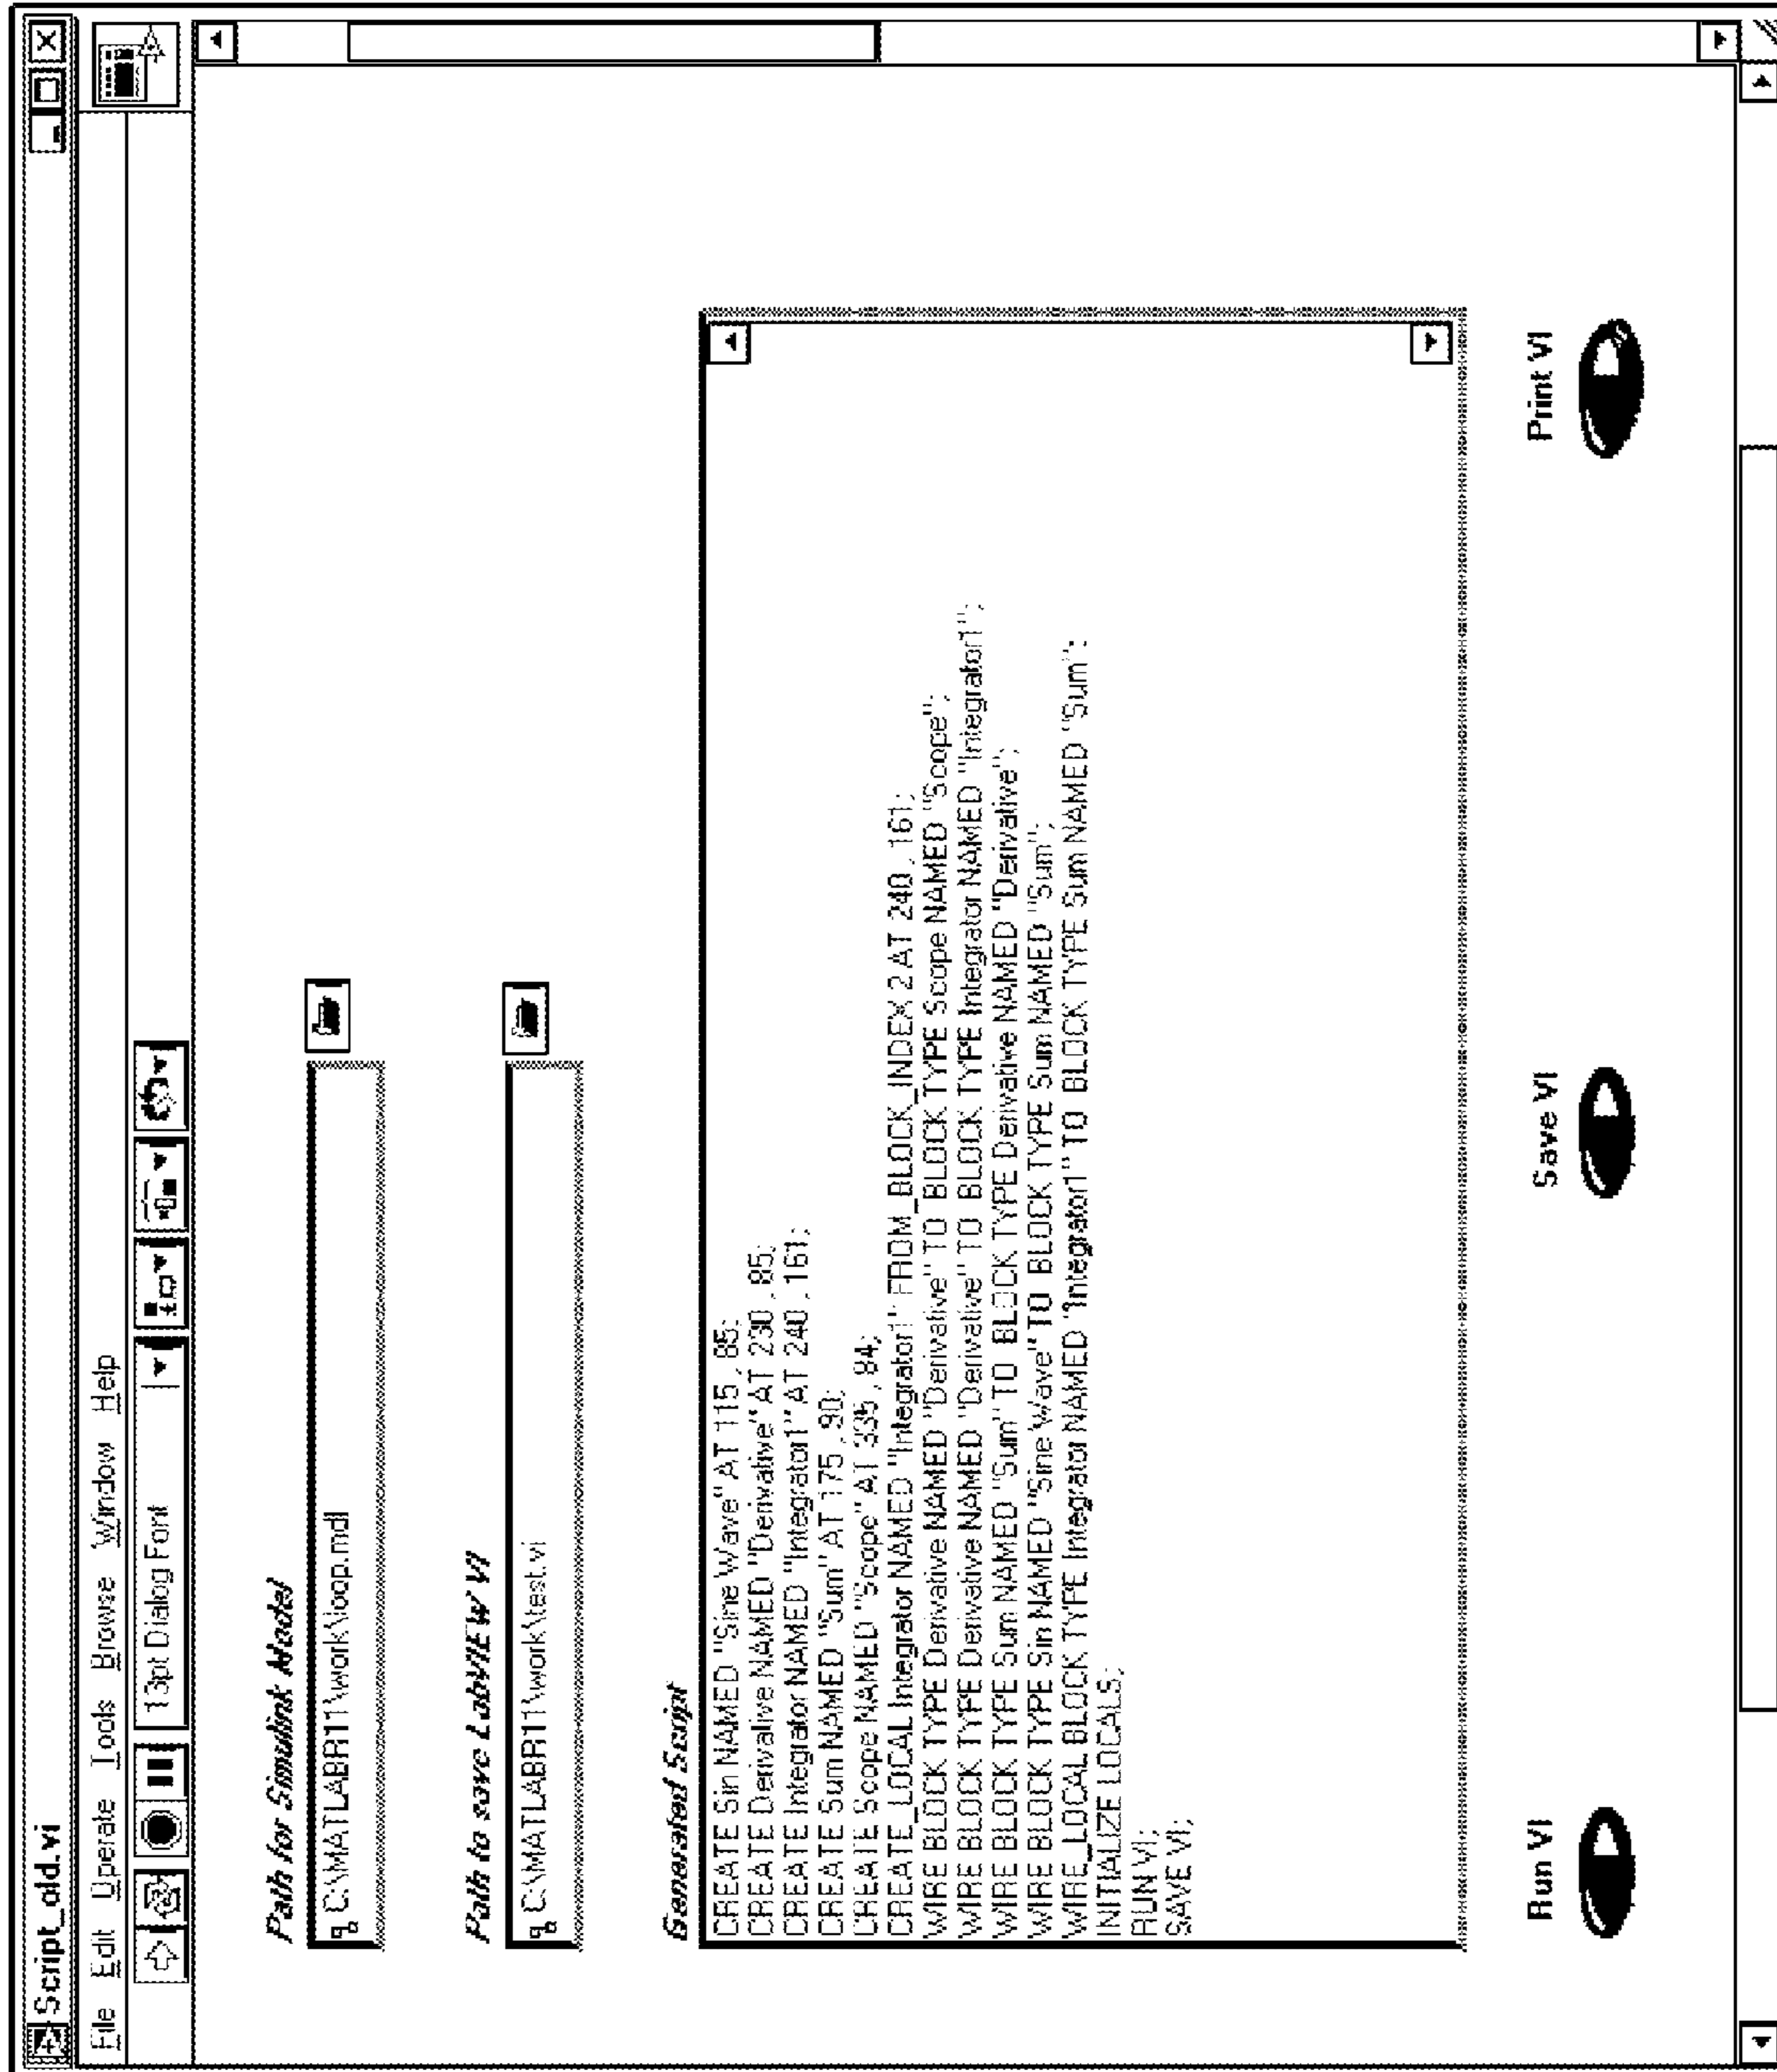 Script_old.vi
File Edit Operate Tools Browse Window Help
13pt Dialog Font
Path for Simulink Model
C:\MATLABR11\work\loop.mdl
Path to save LabVIEW VI
C:\MATLABR11\work\test.vi
Generated Script
CREATE Sin NAMED "Sine Wave" AT 115 , 85;
CREATE Derivative NAMED "Derivative" AT 230 , 85;
CREATE Integrator NAMED "Integrator1" AT 240 , 161;
CREATE Sum NAMED "Sum" AT 175 , 90;
CREATE Scope NAMED "Scope" AT 335 , 84;
CREATE_LOCAL Integrator NAMED "Integrator1" FROM_BLOCK_INDEX 2 AT 240 , 161;
WIRE BLOCK TYPE Derivative NAMED "Derivative" TO BLOCK TYPE Scope NAMED "Scope";
WIRE BLOCK TYPE Derivative NAMED "Derivative" TO BLOCK TYPE Integrator NAMED "Integrator1";
WIRE BLOCK TYPE Sum NAMED "Sum" TO BLOCK TYPE Derivative NAMED "Derivative";
WIRE BLOCK TYPE Sin NAMED "Sine Wave" TO BLOCK TYPE Sum NAMED "Sum";
WIRE_LOCAL BLOCK TYPE Integrator NAMED "Integrator1" TO BLOCK TYPE Sum NAMED "Sum";
INITIALIZE LOCALS;
RUN VI;
SAVE VI;
Run VI Save VI Print VI